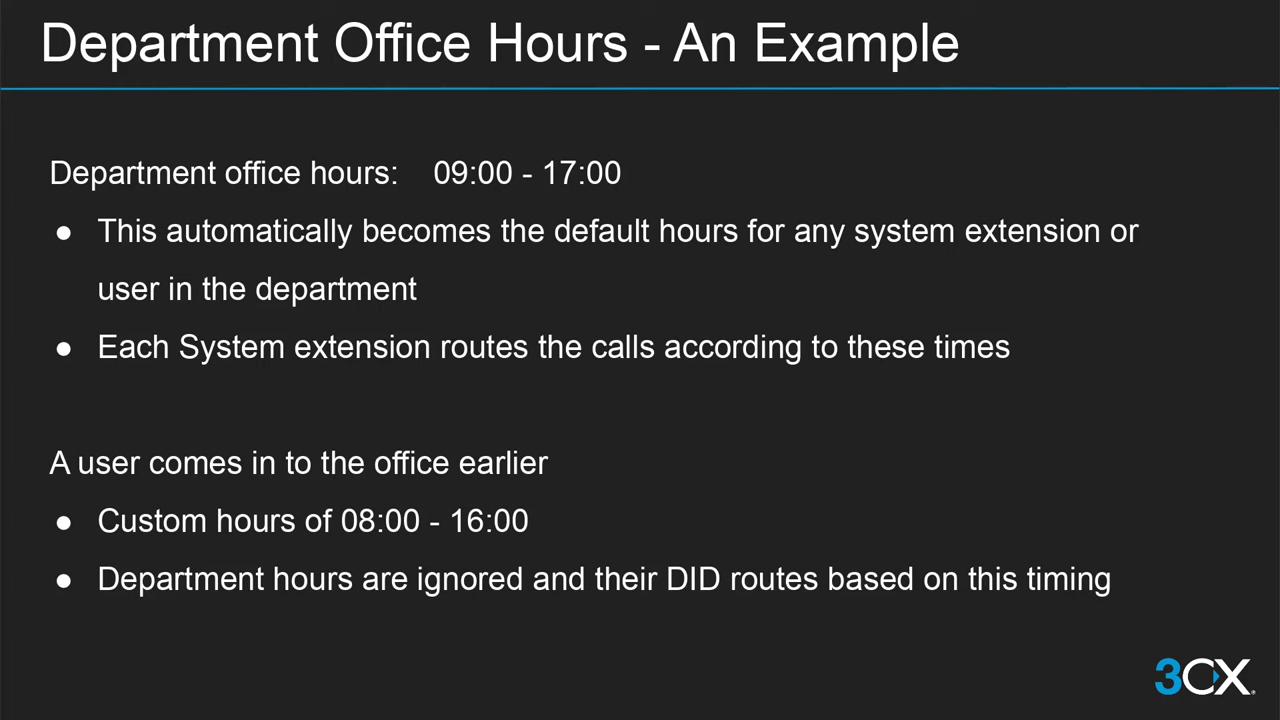 Department Office Hours - An Example
Department office hours: 09:00 - 17:00
● This automatically becomes the default hours for any system extension or
user in the department
● Each System extension routes the calls according to these times
A user comes in to the office earlier
● Custom hours of 08:00 - 16:00
● Department hours are ignored and their DID routes based on this timing
3CX